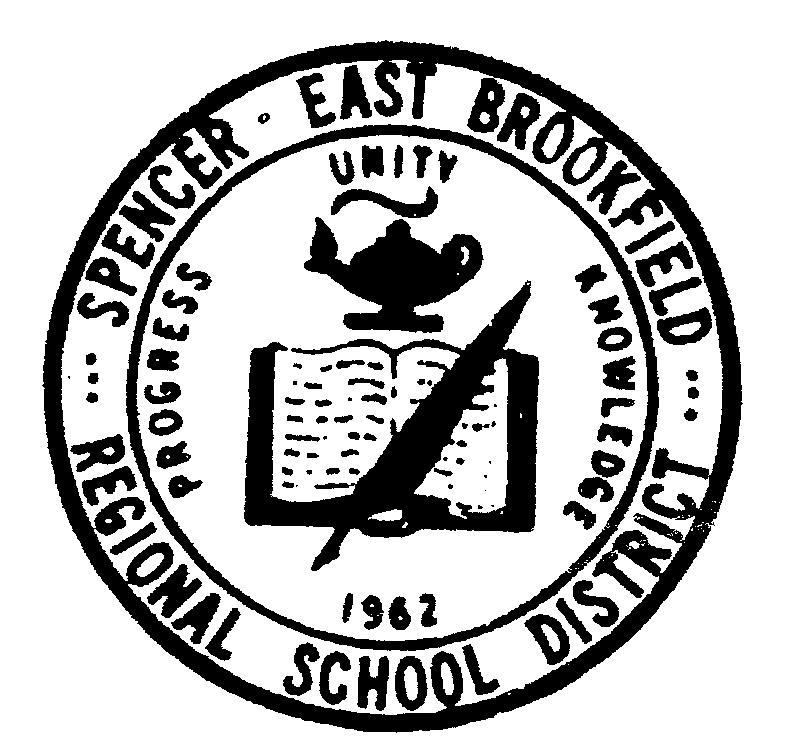 SPENCER · EAST BROOKFIELD
UNITY
PROGRESS
KNOWLEDGE
1962
... REGIONAL SCHOOL DISTRICT ...